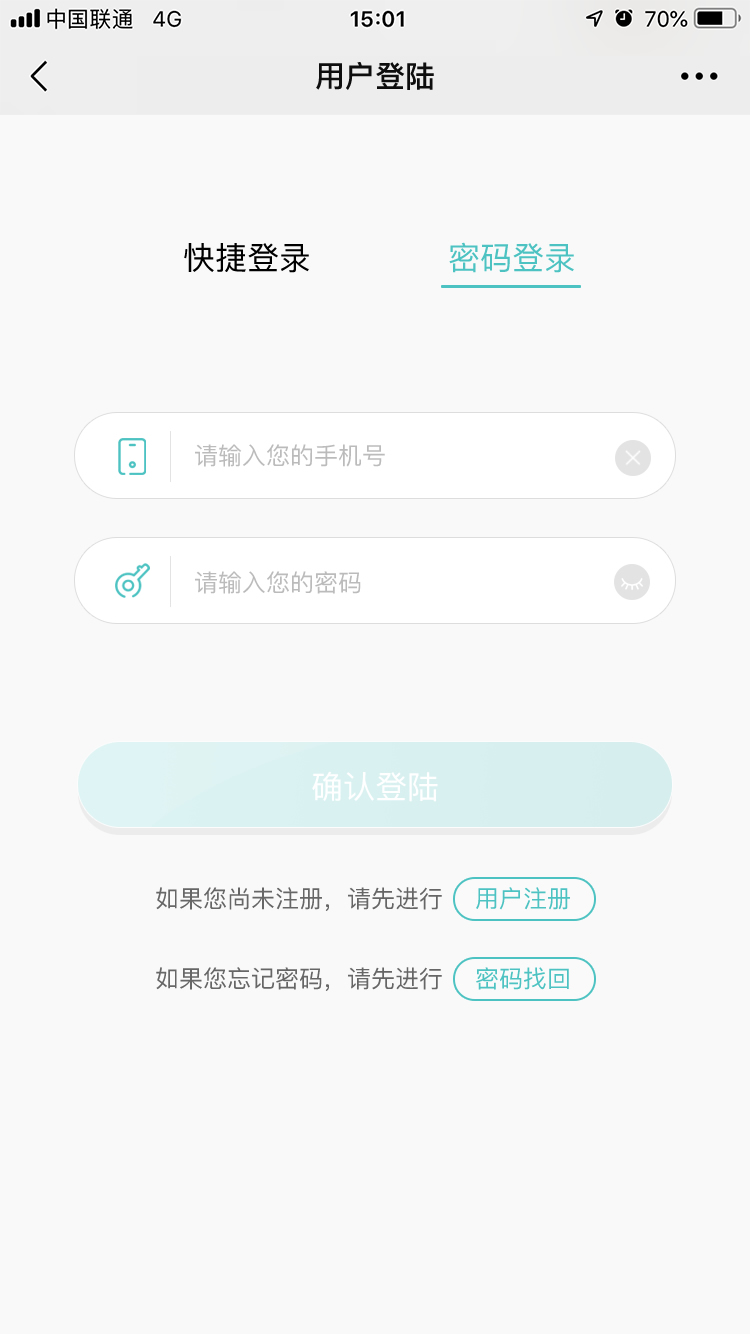 中国联通 4G 15:01 70%
用户登陆
快捷登录 密码登录
请输入您的手机号
请输入您的密码
确认登陆
如果您尚未注册，请先进行 用户注册
如果您忘记密码，请先进行 密码找回